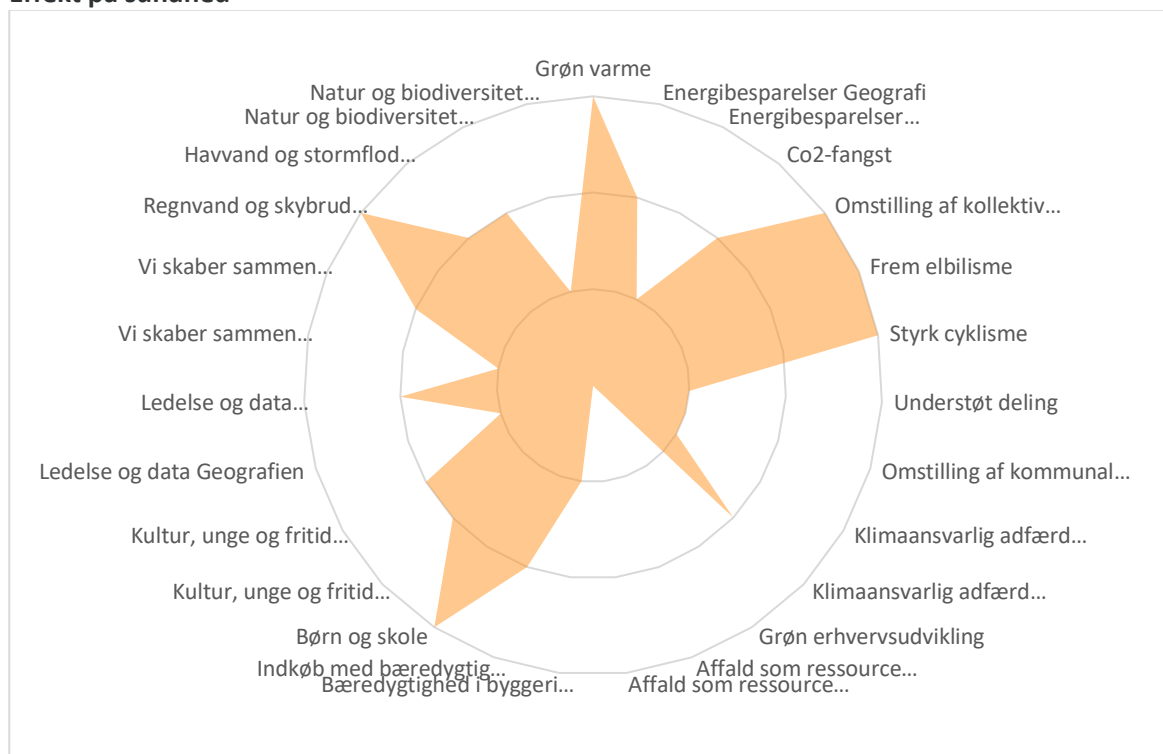 Effekt på sundhed
Grøn varme
Energibesparelser Geografi
Energibesparelser...
Co2-fangst
Omstilling af kollektiv...
Frem elbilisme
Styrk cyklisme
Understøt deling
Omstilling af kommunal...
Klimaansvarlig adfærd...
Klimaansvarlig adfærd...
Grøn erhvervsudvikling
Affald som ressource...
Affald som ressource...
Bæredygtighed i byggeri...
Indkøb med bæredygtig...
Børn og skole
Kultur, unge og fritid...
Kultur, unge og fritid...
Ledelse og data Geografien
Ledelse og data...
Vi skaber sammen...
Vi skaber sammen...
Regnvand og skybrud...
Havvand og stormflod...
Natur og biodiversitet...
Natur og biodiversitet...